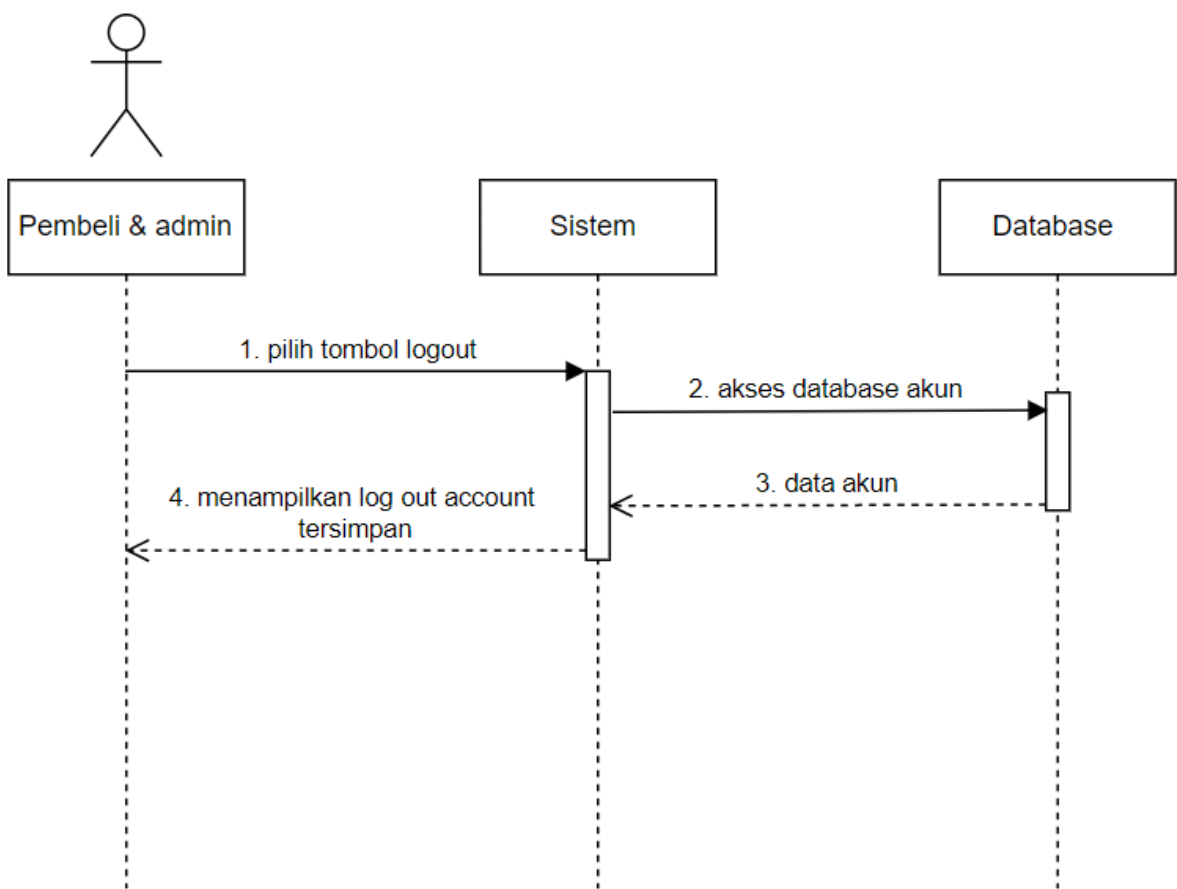 Pembeli & admin
Sistem
Database
1. pilih tombol logout
2. akses database akun
3. data akun
4. menampilkan log out account
tersimpan